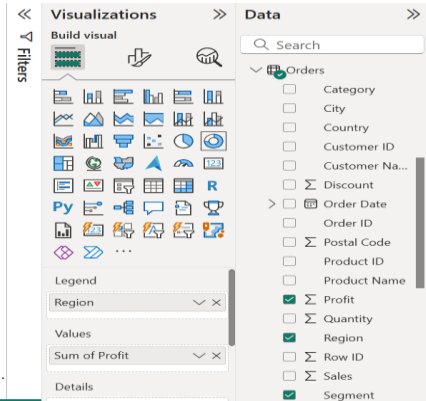 Visualizations
Build visual
Filters
123
R
Py
123
...
Legend
Region
Values
Sum of Profit
Details
.
Data
Search
Orders
Category
City
Country
Customer ID
Customer Na...
Σ Discount
Order Date
Order ID
Σ Postal Code
Product ID
Product Name
Σ Profit
Σ Quantity
Region
Σ Row ID
Σ Sales
Segment